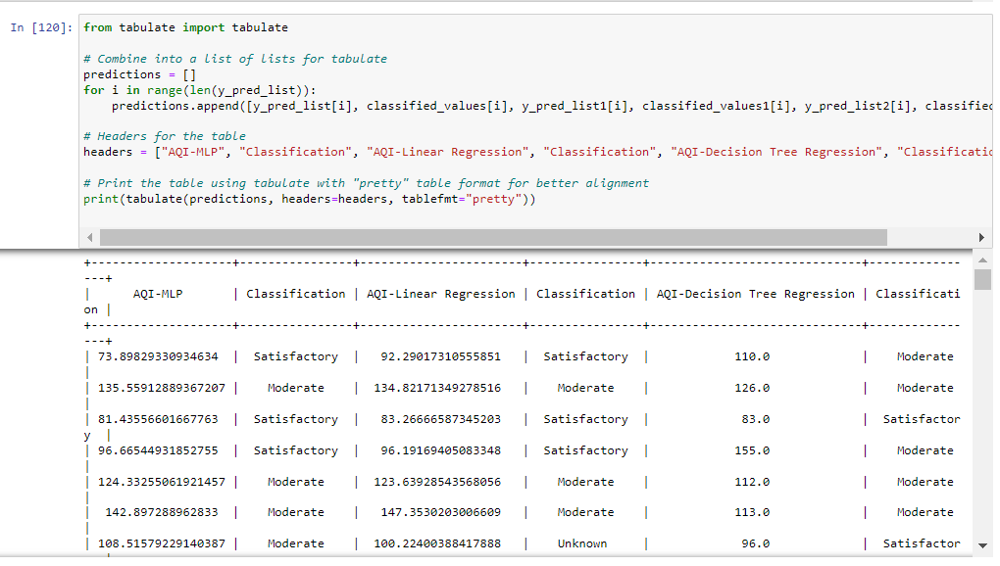 In [120]: from tabulate import tabulate
# Combine into a list of lists for tabulate
predictions = []
for i in range(len(y_pred_list)):
    predictions.append([y_pred_list[i], classified_values[i], y_pred_list1[i], classified_values1[i], y_pred_list2[i], classified
# Headers for the table
headers = ["AQI-MLP", "Classification", "AQI-Linear Regression", "Classification", "AQI-Decision Tree Regression", "Classificatio
# Print the table using tabulate with "pretty" table format for better alignment
print(tabulate(predictions, headers=headers, tablefmt="pretty"))
+--------------------+----------------+-----------------------+----------------+------------------------------+-------------
---+
|      AQI-MLP       | Classification | AQI-Linear Regression | Classification | AQI-Decision Tree Regression | Classificati
on |
+--------------------+----------------+-----------------------+----------------+------------------------------+-------------
---+
| 73.89829330934634  |  Satisfactory  |   92.29017310555851   |  Satisfactory  |            110.0             |    Moderate
|
| 135.55912889367207 |    Moderate    |  134.82171349278516   |    Moderate    |            126.0             |    Moderate
|
| 81.43556601667763  |  Satisfactory  |   83.26666587345203   |  Satisfactory  |             83.0             |  Satisfactor
y  |
| 96.66544931852755  |  Satisfactory  |   96.19169405083348   |  Satisfactory  |            155.0             |    Moderate
|
| 124.33255061921457 |    Moderate    |  123.63928543568056   |    Moderate    |            112.0             |    Moderate
|
|  142.897288962833  |    Moderate    |   147.3530203006609   |    Moderate    |            113.0             |    Moderate
|
| 108.51579229140387 |    Moderate    |  100.22400388417888   |    Unknown     |             96.0             |  Satisfactor